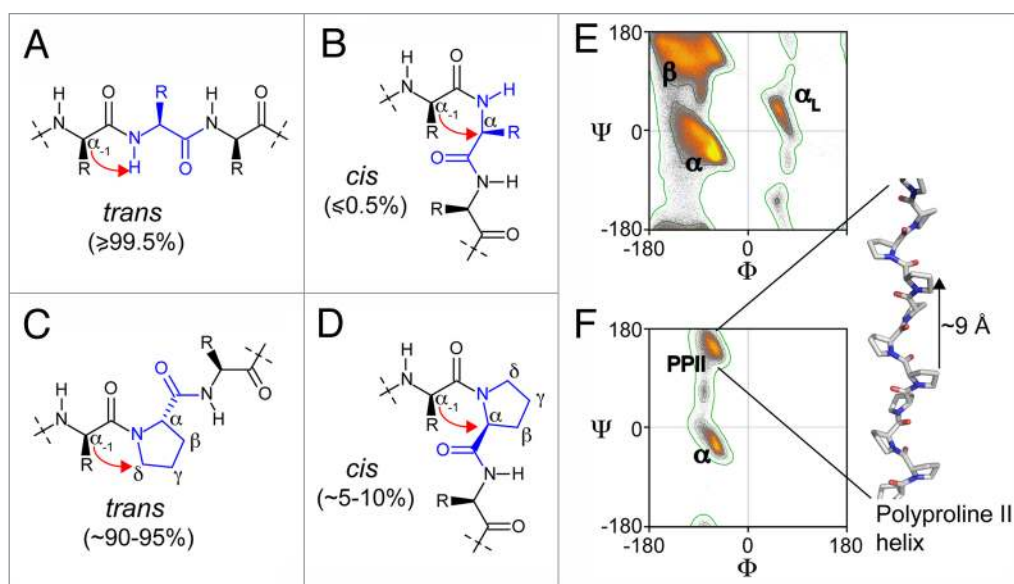 A
H
N
O
R
N
H
O
H
N
O
R
α-1
R
trans
(≥99.5%)
B
H
N
O
N
H
R
α-1
α
R
O
N
H
R
O
cis
(≤0.5%)
C
H
N
O
R
α-1
N
O
α
β
γ
δ
R
N
H
O
trans
(~90-95%)
D
H
N
O
R
α-1
N
δ
γ
β
α
O
N
H
R
O
cis
(~5-10%)
E
180
Ψ
0
-180
-180
0
180
Φ
β
α
αL
F
180
Ψ
0
-180
-180
0
180
Φ
PPII
α
~9 Å
Polyproline II
helix